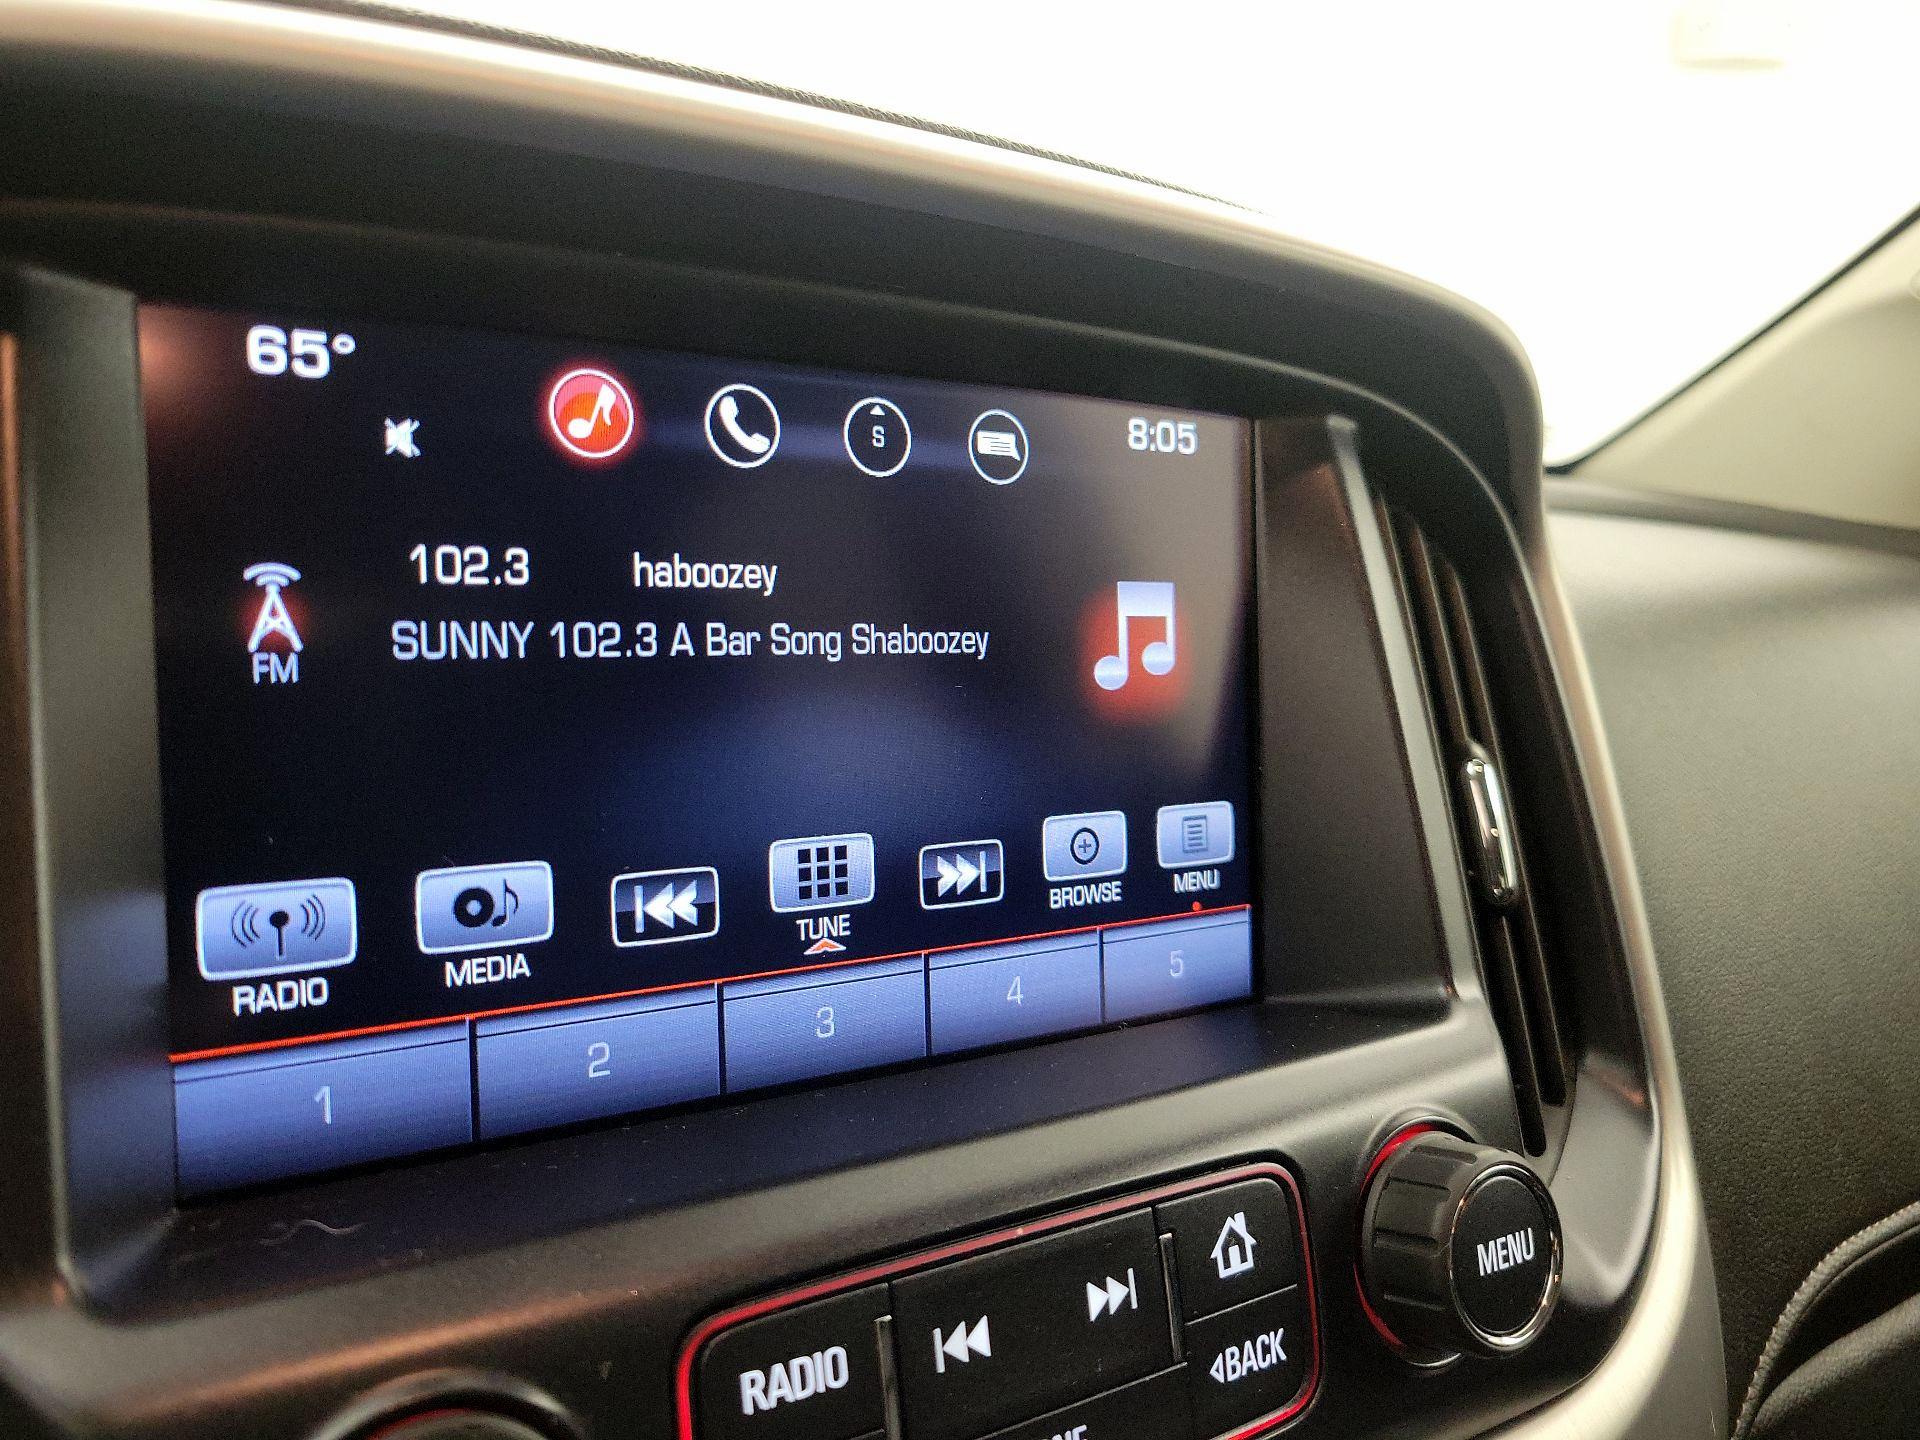 65°
S
8:05
102.3 haboozey
FM
SUNNY 102.3 A Bar Song Shaboozey
RADIO
MEDIA
TUNE
BROWSE
MENU
1
2
3
4
5
RADIO
BACK
MENU